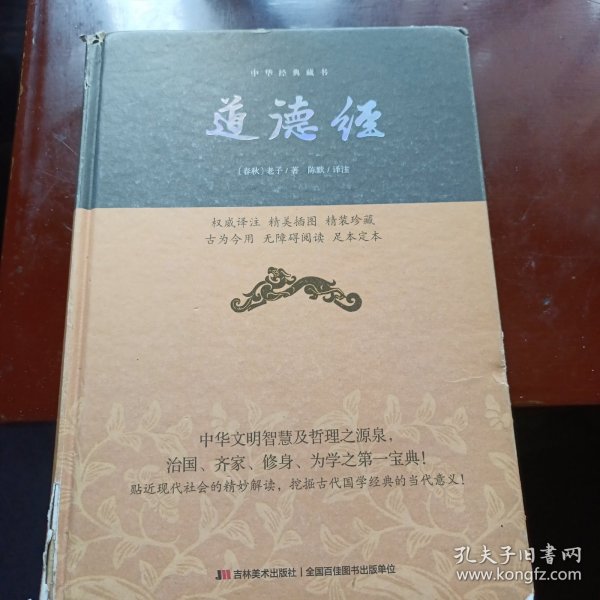 中华经典藏书
道德经
〔春秋〕老子/著 陈默/译注
权威译注 精美插图 精装珍藏
古为今用 无障碍阅读 足本定本
中华文明智慧及哲理之源泉，
治国、齐家、修身、为学之第一宝典！
贴近现代社会的精妙解读，挖掘古代国学经典的当代意义！
JM 吉林美术出版社｜全国百佳图书出版单位
孔夫子旧书网
www.kongfz.com